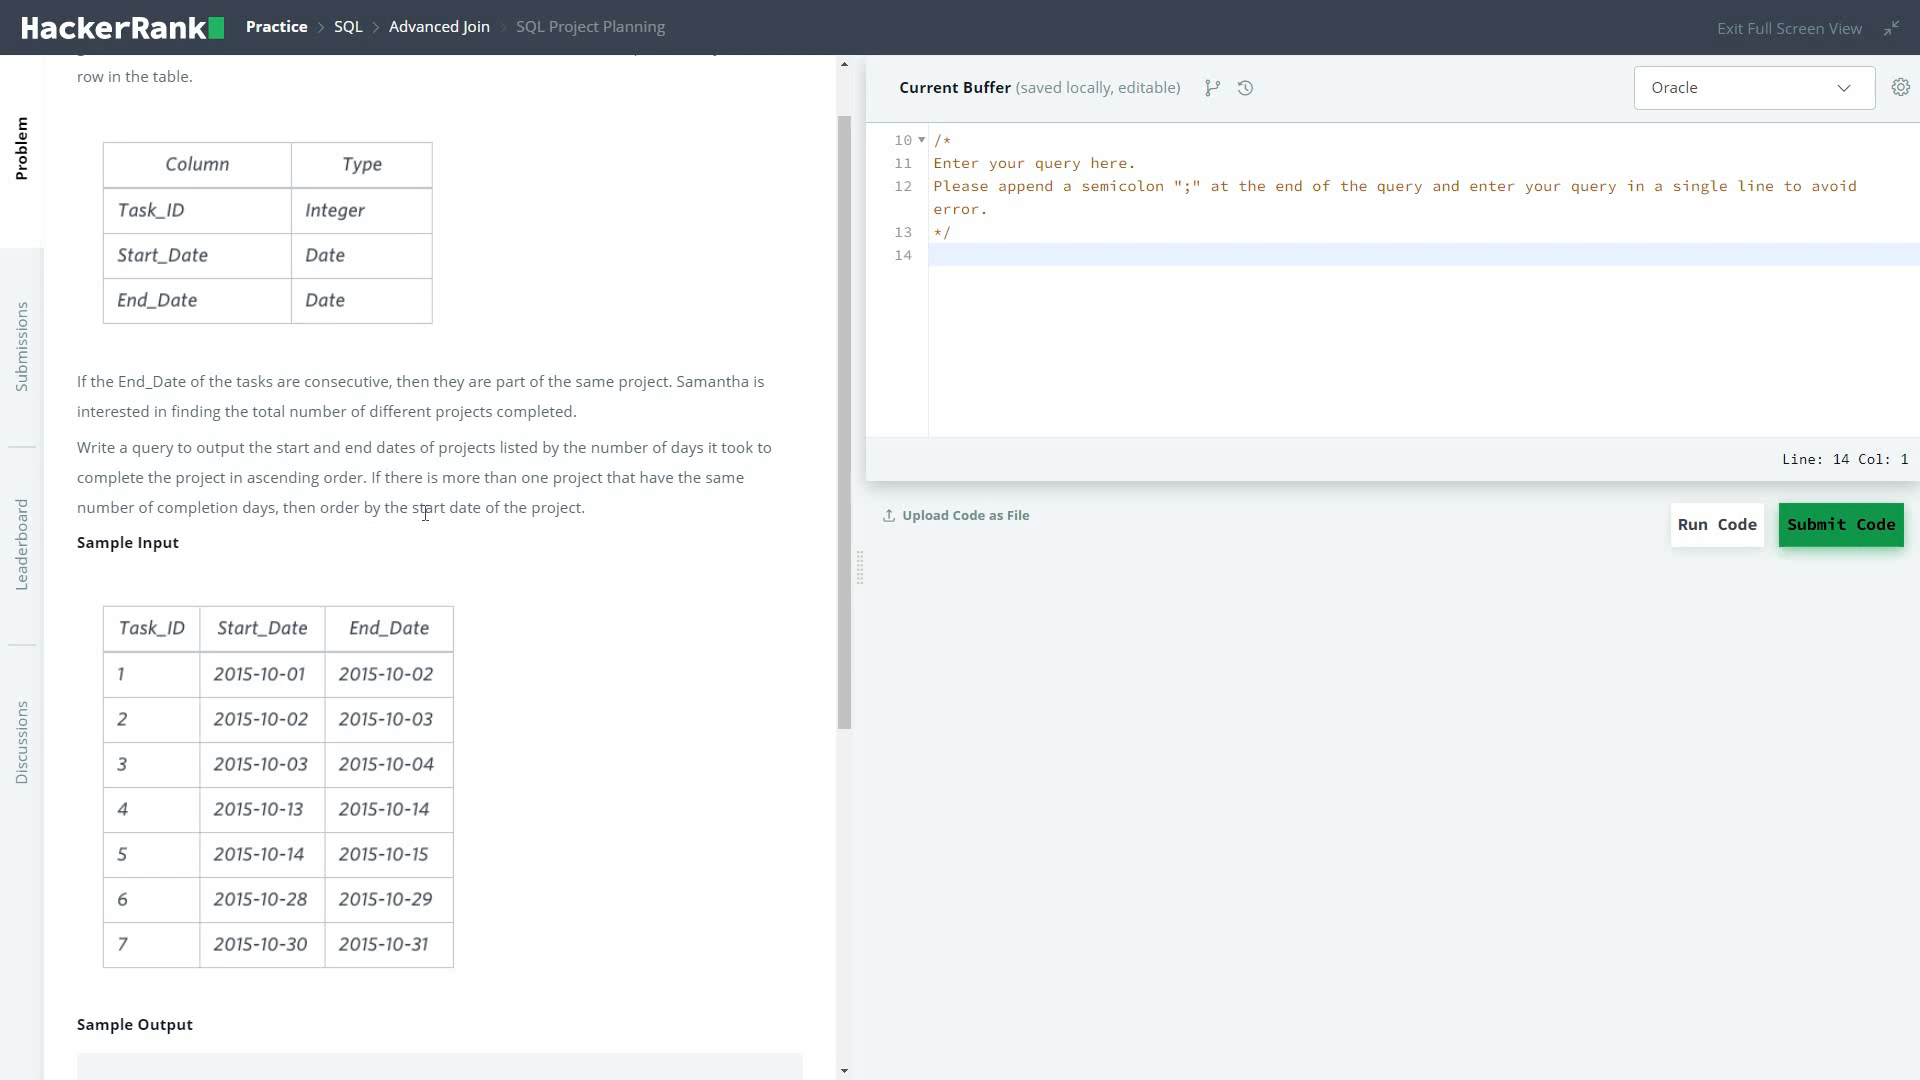 HackerRank
Practice > SQL > Advanced Join > SQL Project Planning
Exit Full Screen View
Problem
Submissions
Leaderboard
Discussions
row in the table.
Column Type
Task_ID Integer
Start_Date Date
End_Date Date
If the End_Date of the tasks are consecutive, then they are part of the same project. Samantha is
interested in finding the total number of different projects completed.
Write a query to output the start and end dates of projects listed by the number of days it took to
complete the project in ascending order. If there is more than one project that have the same
number of completion days, then order by the start date of the project.
Sample Input
Task_ID Start_Date End_Date
1 2015-10-01 2015-10-02
2 2015-10-02 2015-10-03
3 2015-10-03 2015-10-04
4 2015-10-13 2015-10-14
5 2015-10-14 2015-10-15
6 2015-10-28 2015-10-29
7 2015-10-30 2015-10-31
Sample Output
Current Buffer (saved locally, editable)
Oracle
10 /*
11 Enter your query here.
12 Please append a semicolon ";" at the end of the query and enter your query in a single line to avoid
error.
13 */
14
Line: 14 Col: 1
Upload Code as File
Run Code
Submit Code